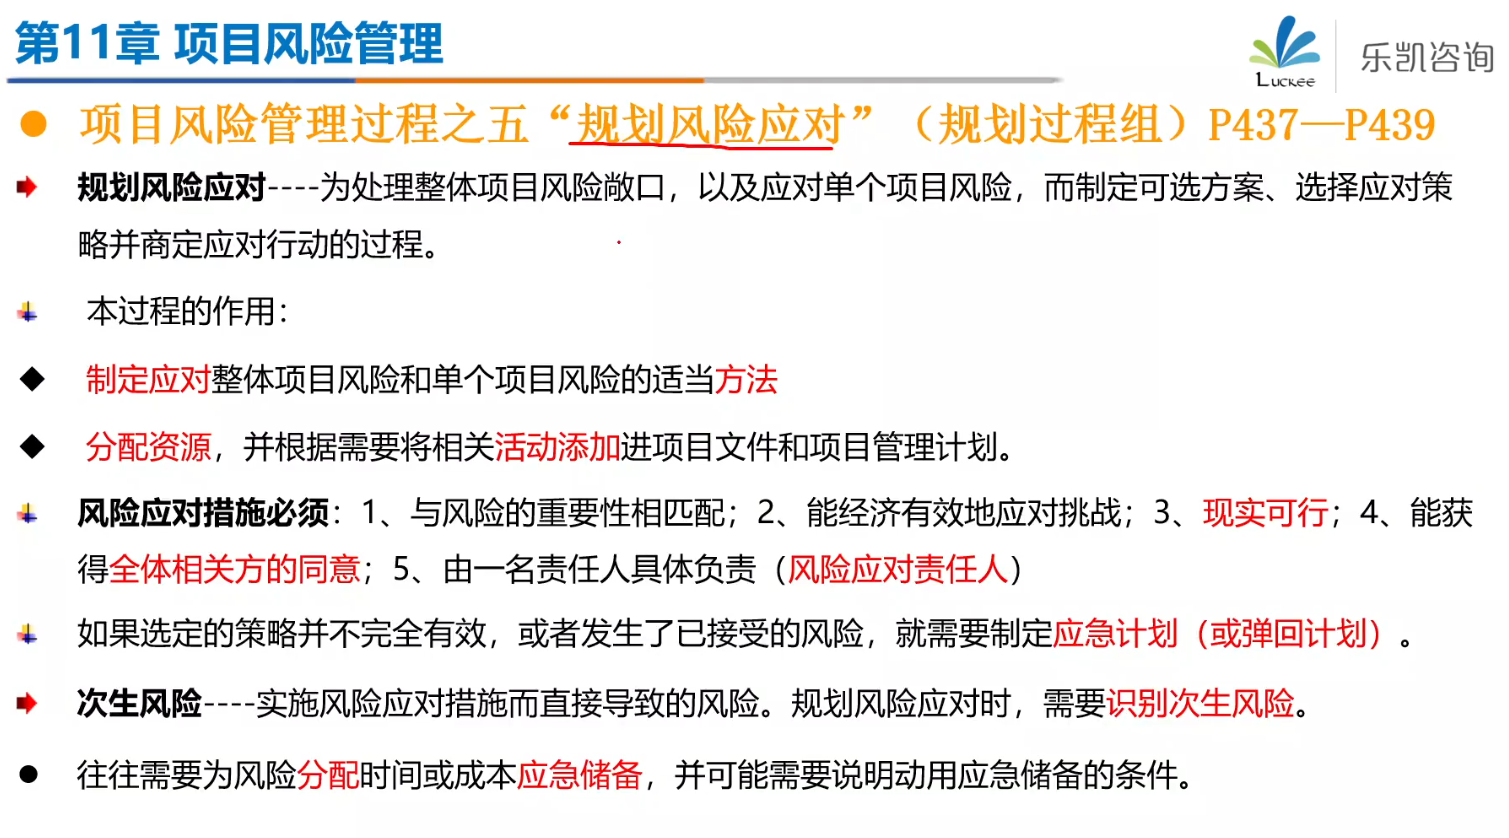 第11章 项目风险管理
LUCKEE
乐凯咨询
项目风险管理过程之五“规划风险应对”（规划过程组）P437—P439
规划风险应对----为处理整体项目风险敞口，以及应对单个项目风险，而制定可选方案、选择应对策
略并商定应对行动的过程。
本过程的作用：
制定应对整体项目风险和单个项目风险的适当方法
分配资源，并根据需要将相关活动添加进项目文件和项目管理计划。
风险应对措施必须：1、与风险的重要性相匹配；2、能经济有效地应对挑战；3、现实可行；4、能获
得全体相关方的同意；5、由一名责任人具体负责（风险应对责任人）
如果选定的策略并不完全有效，或者发生了已接受的风险，就需要制定应急计划（或弹回计划）。
次生风险----实施风险应对措施而直接导致的风险。规划风险应对时，需要识别次生风险。
往往需要为风险分配时间或成本应急储备，并可能需要说明动用应急储备的条件。